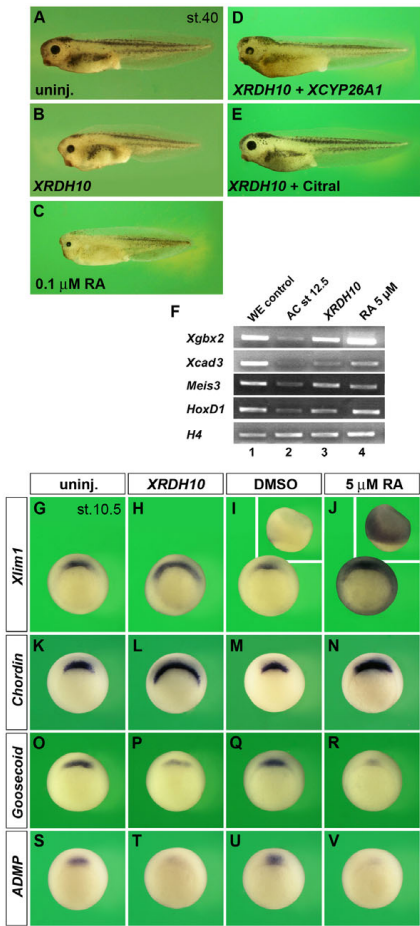 A
st.40
uninj.
B
XRDH10
C
0.1 µM RA
D
XRDH10 + XCYP26A1
E
XRDH10 + Citral
F
WE control
AC st 12.5
XRDH10
RA 5 µM
Xgbx2
Xcad3
Meis3
HoxD1
H4
1 2 3 4
uninj. XRDH10 DMSO 5 µM RA
Xlim1
G st.10.5 H I J
Chordin
K L M N
Goosecoid
O P Q R
ADMP
S T U V